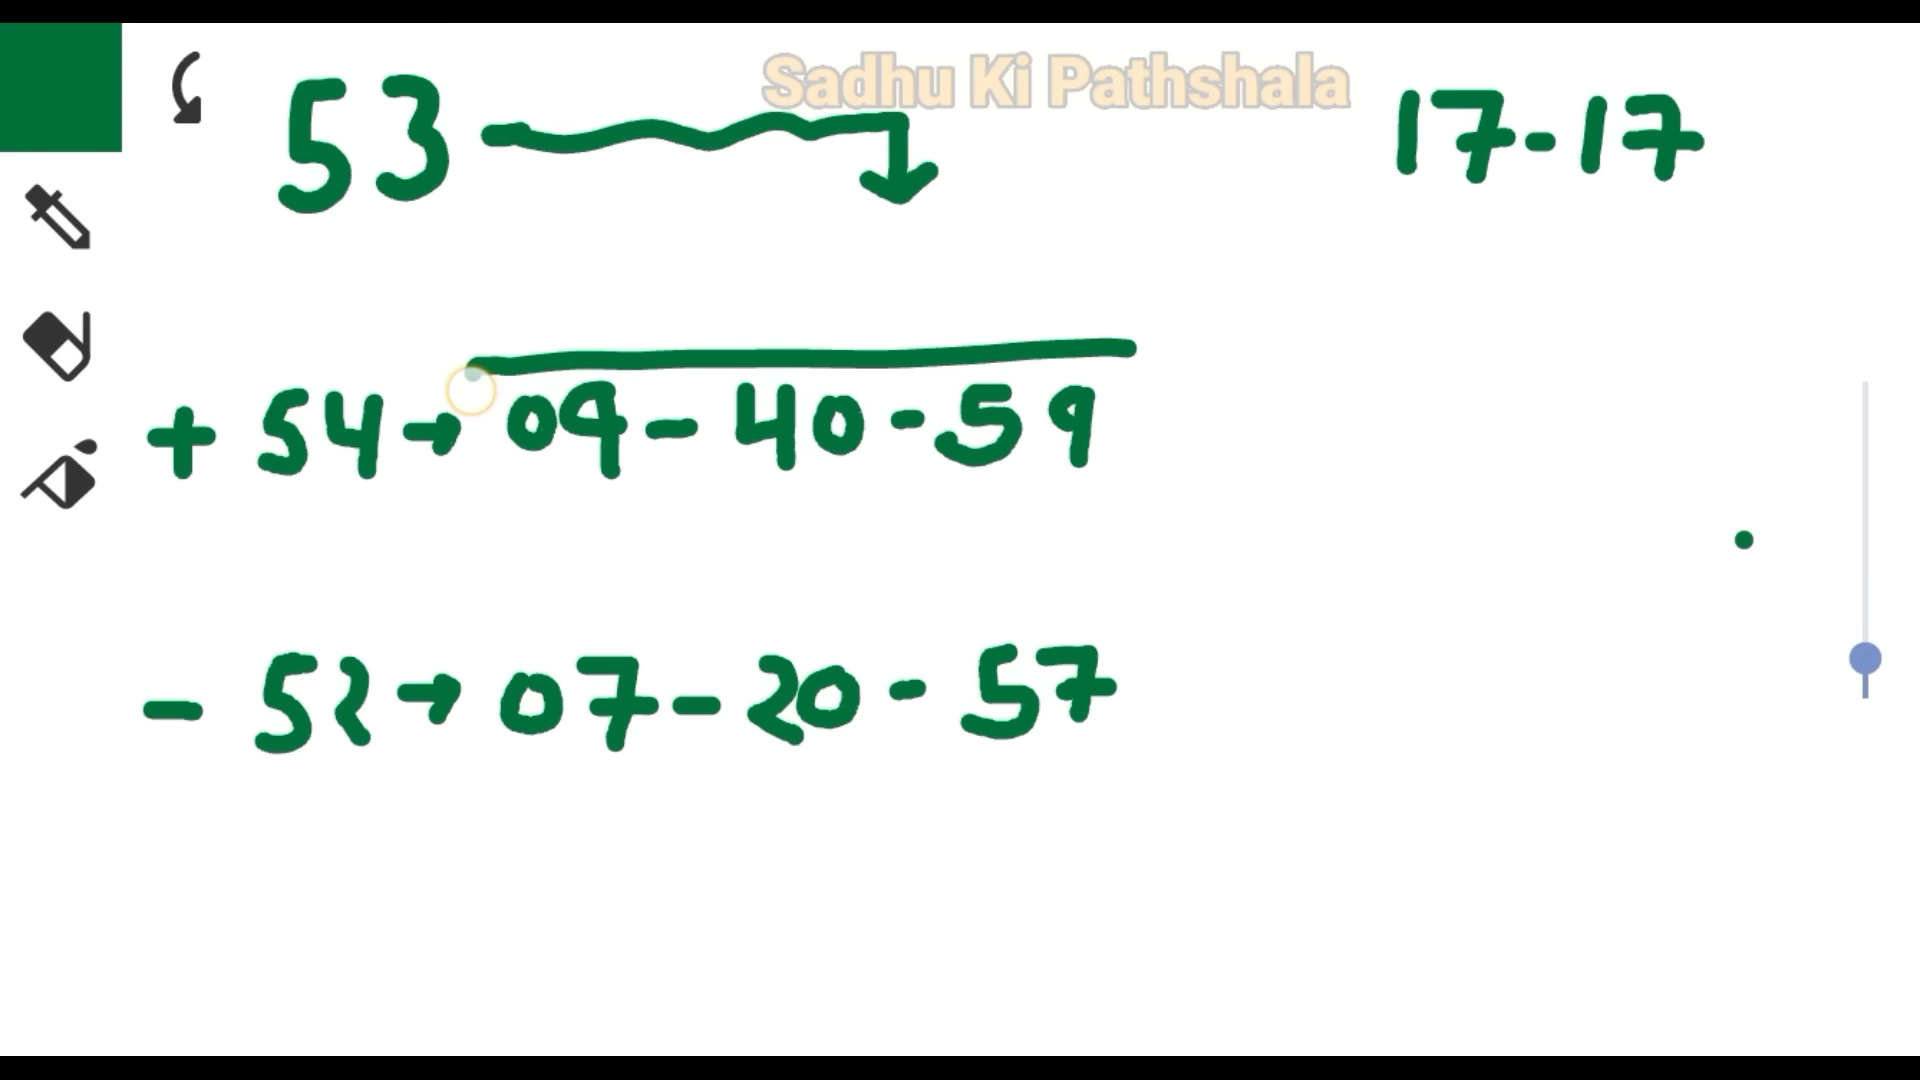 Sadhu Ki Pathshala
53 17-17
+ 54→ 09-40-59
- 52→ 07-20-57